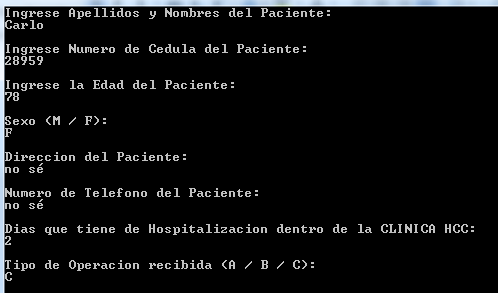 Ingrese Apellidos y Nombres del Paciente:
Carlo
Ingrese Numero de Cedula del Paciente:
28959
Ingrese la Edad del Paciente:
78
Sexo (M / F):
F
Direccion del Paciente:
no sé
Numero de Telefono del Paciente:
no sé
Dias que tiene de Hospitalizacion dentro de la CLINICA HCC:
2
Tipo de Operacion recibida (A / B / C):
C